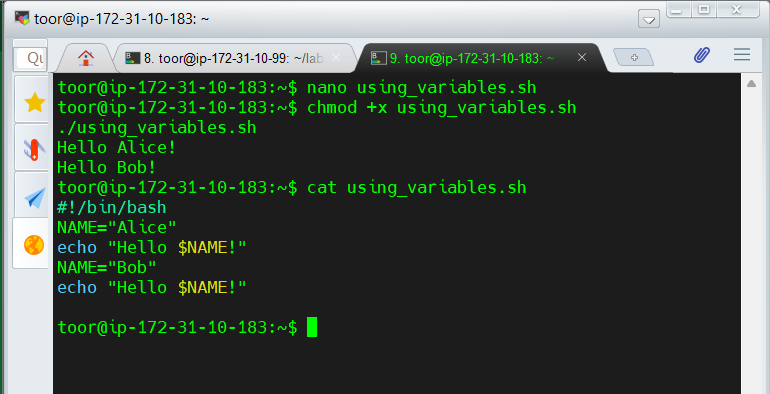 toor@ip-172-31-10-183: ~
Qu
8. toor@ip-172-31-10-99: ~/lab
9. toor@ip-172-31-10-183: ~
toor@ip-172-31-10-183:~$ nano using_variables.sh
toor@ip-172-31-10-183:~$ chmod +x using_variables.sh
./using_variables.sh
Hello Alice!
Hello Bob!
toor@ip-172-31-10-183:~$ cat using_variables.sh
#!/bin/bash
NAME="Alice"
echo "Hello $NAME!"
NAME="Bob"
echo "Hello $NAME!"
toor@ip-172-31-10-183:~$